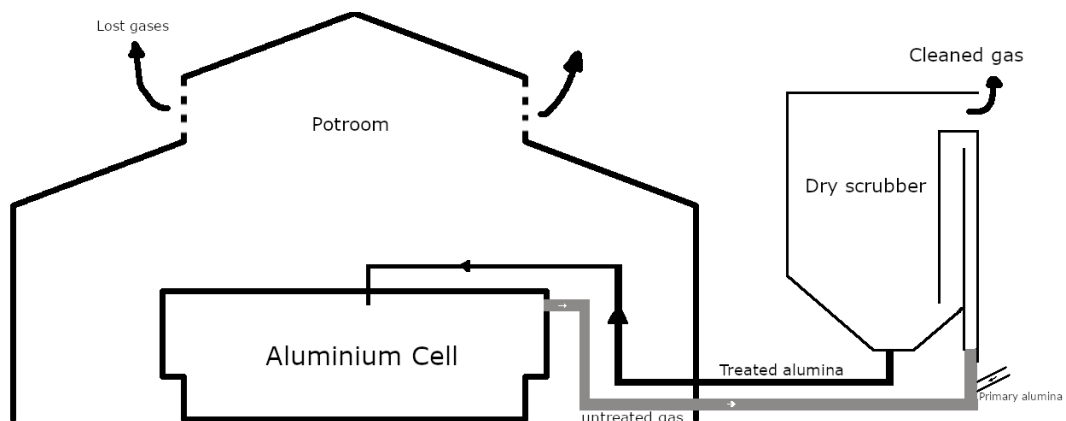 Lost gases
Cleaned gas
Potroom
Dry scrubber
Aluminium Cell
Treated alumina
Primary alumina
untreated gas